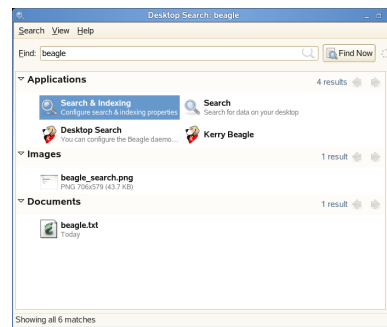 Desktop Search: beagle
Search View Help
Find: beagle Find Now
Applications 4 results
Search & Indexing
Configure search & indexing properties
Search
Search for data on your desktop
Desktop Search
You can configure the Beagle daemo...
Kerry Beagle
Images 1 result
beagle_search.png
PNG 706x579 (43.7 KB)
Documents 1 result
beagle.txt
Today
Showing all 6 matches